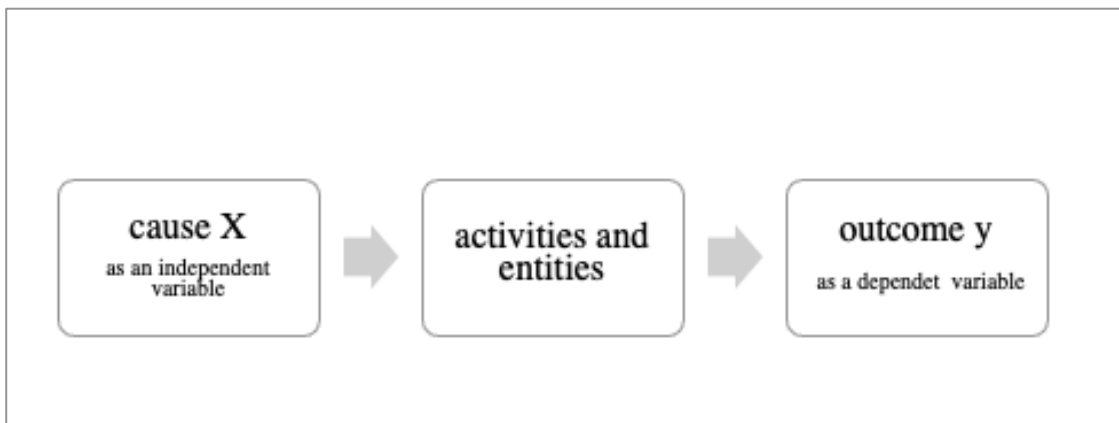 cause X
as an independent
variable
activities and
entities
outcome y
as a dependet variable